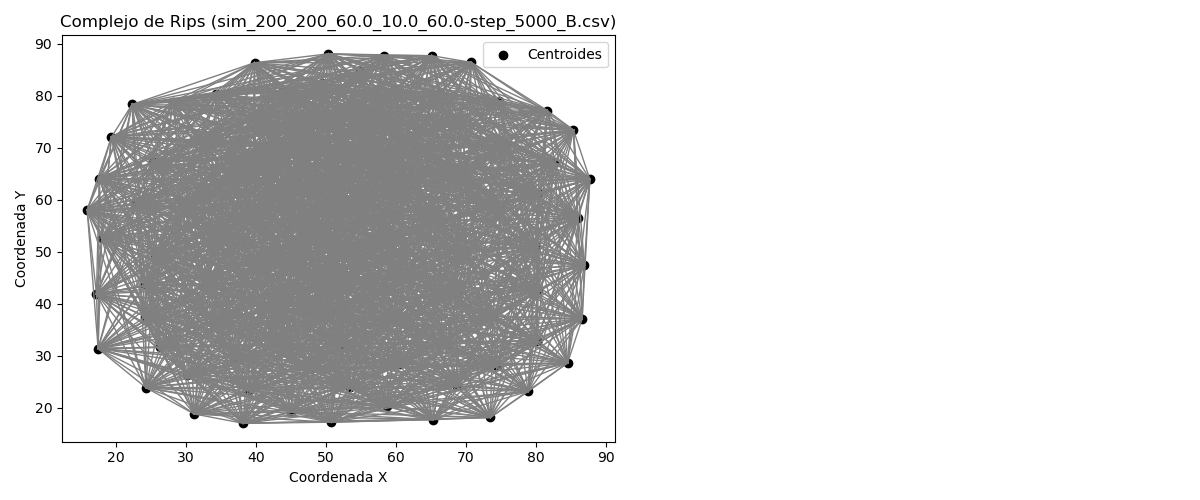 Complejo de Rips (sim_200_200_60.0_10.0_60.0-step_5000_B.csv)
Centroides
90
80
70
60
50
40
30
20
Coordenada Y
20 30 40 50 60 70 80 90
Coordenada X